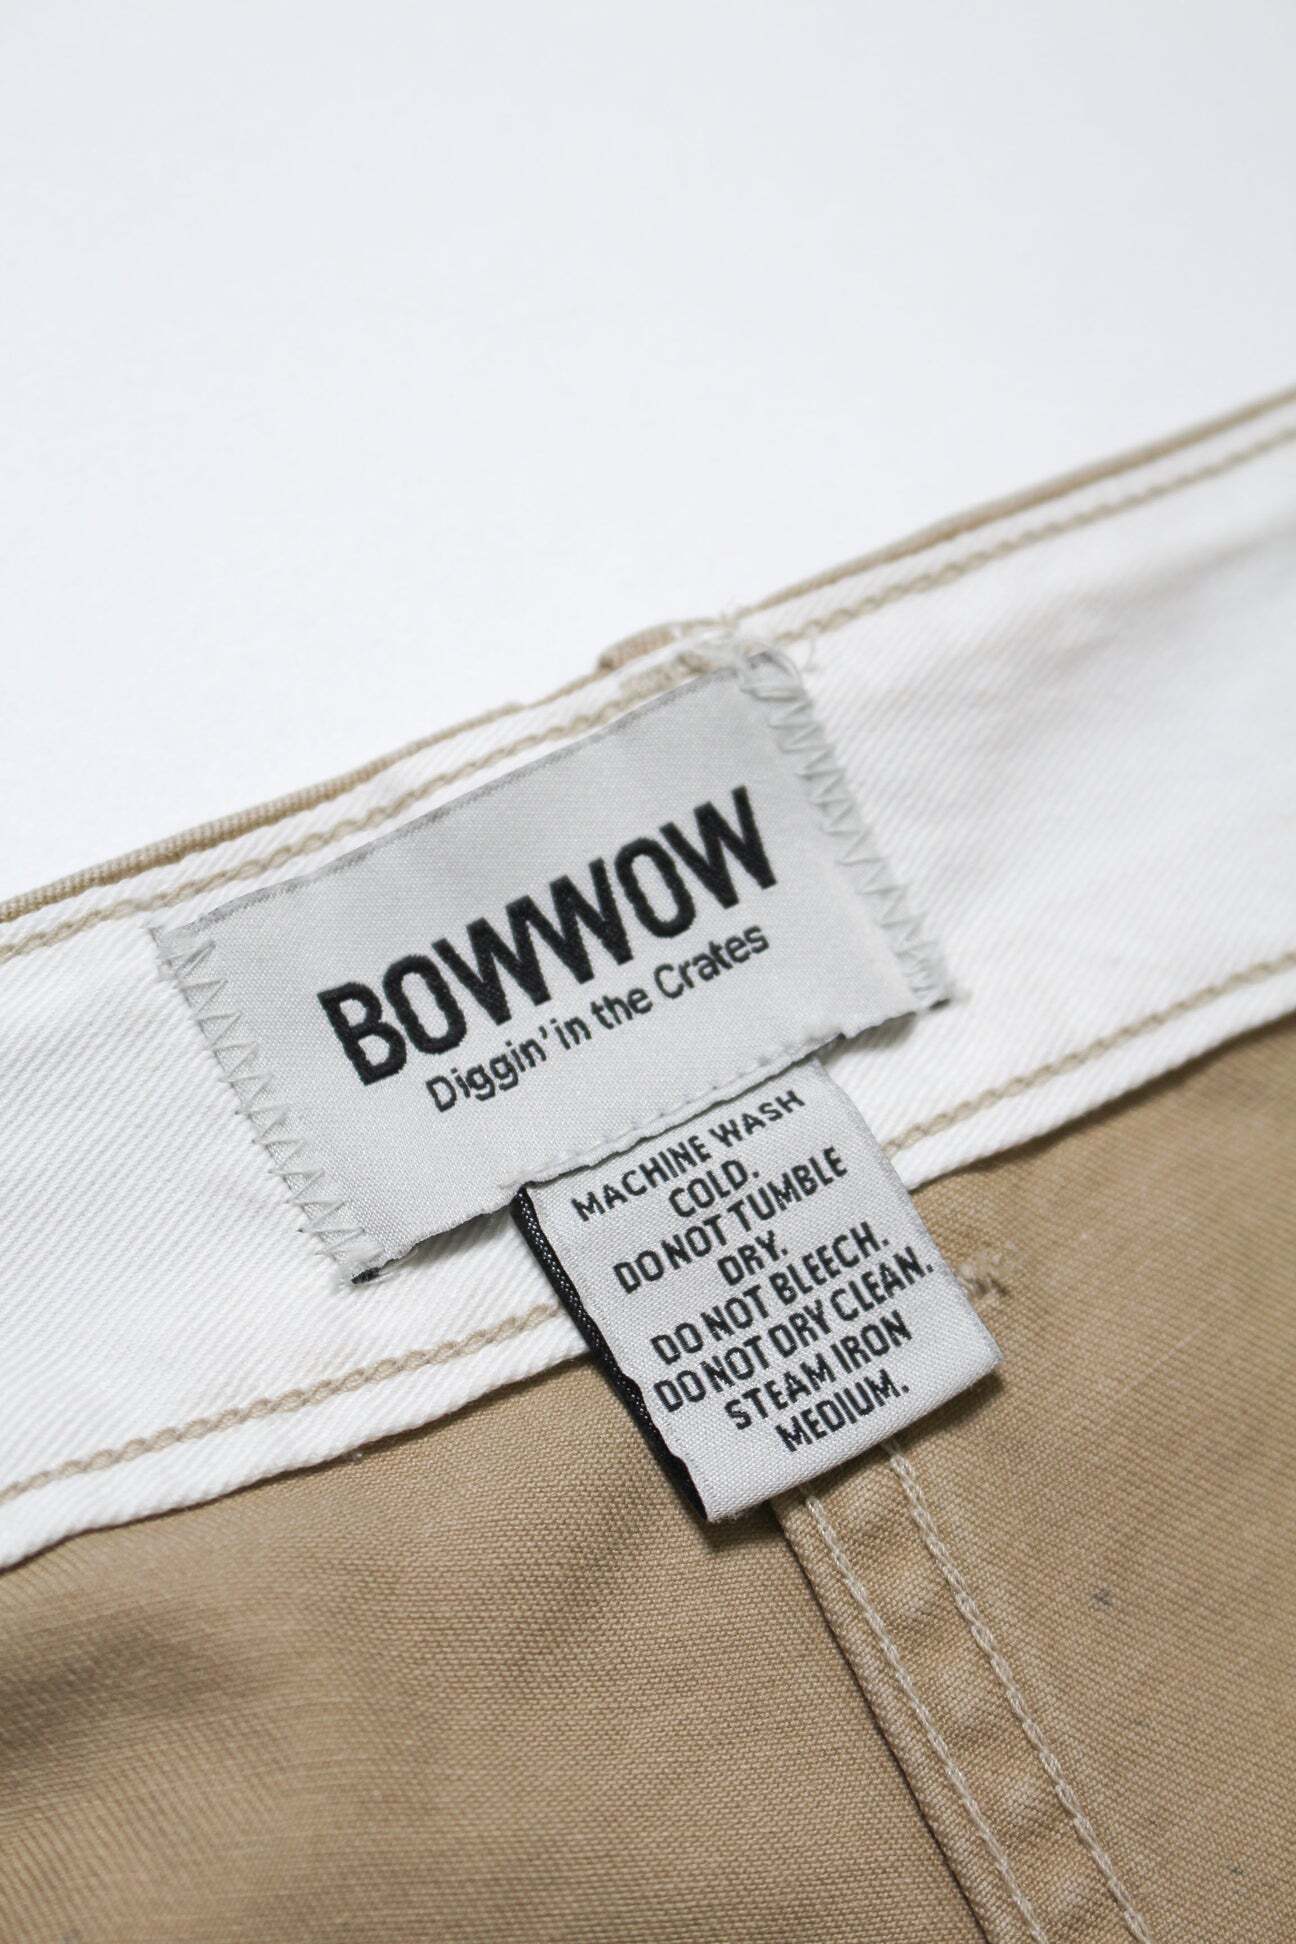 BOWWOW
Diggin' in the Crates
MACHINE WASH
COLD.
DO NOT TUMBLE
DRY.
DO NOT BLEECH.
DO NOT DRY CLEAN.
STEAM IRON
MEDIUM.